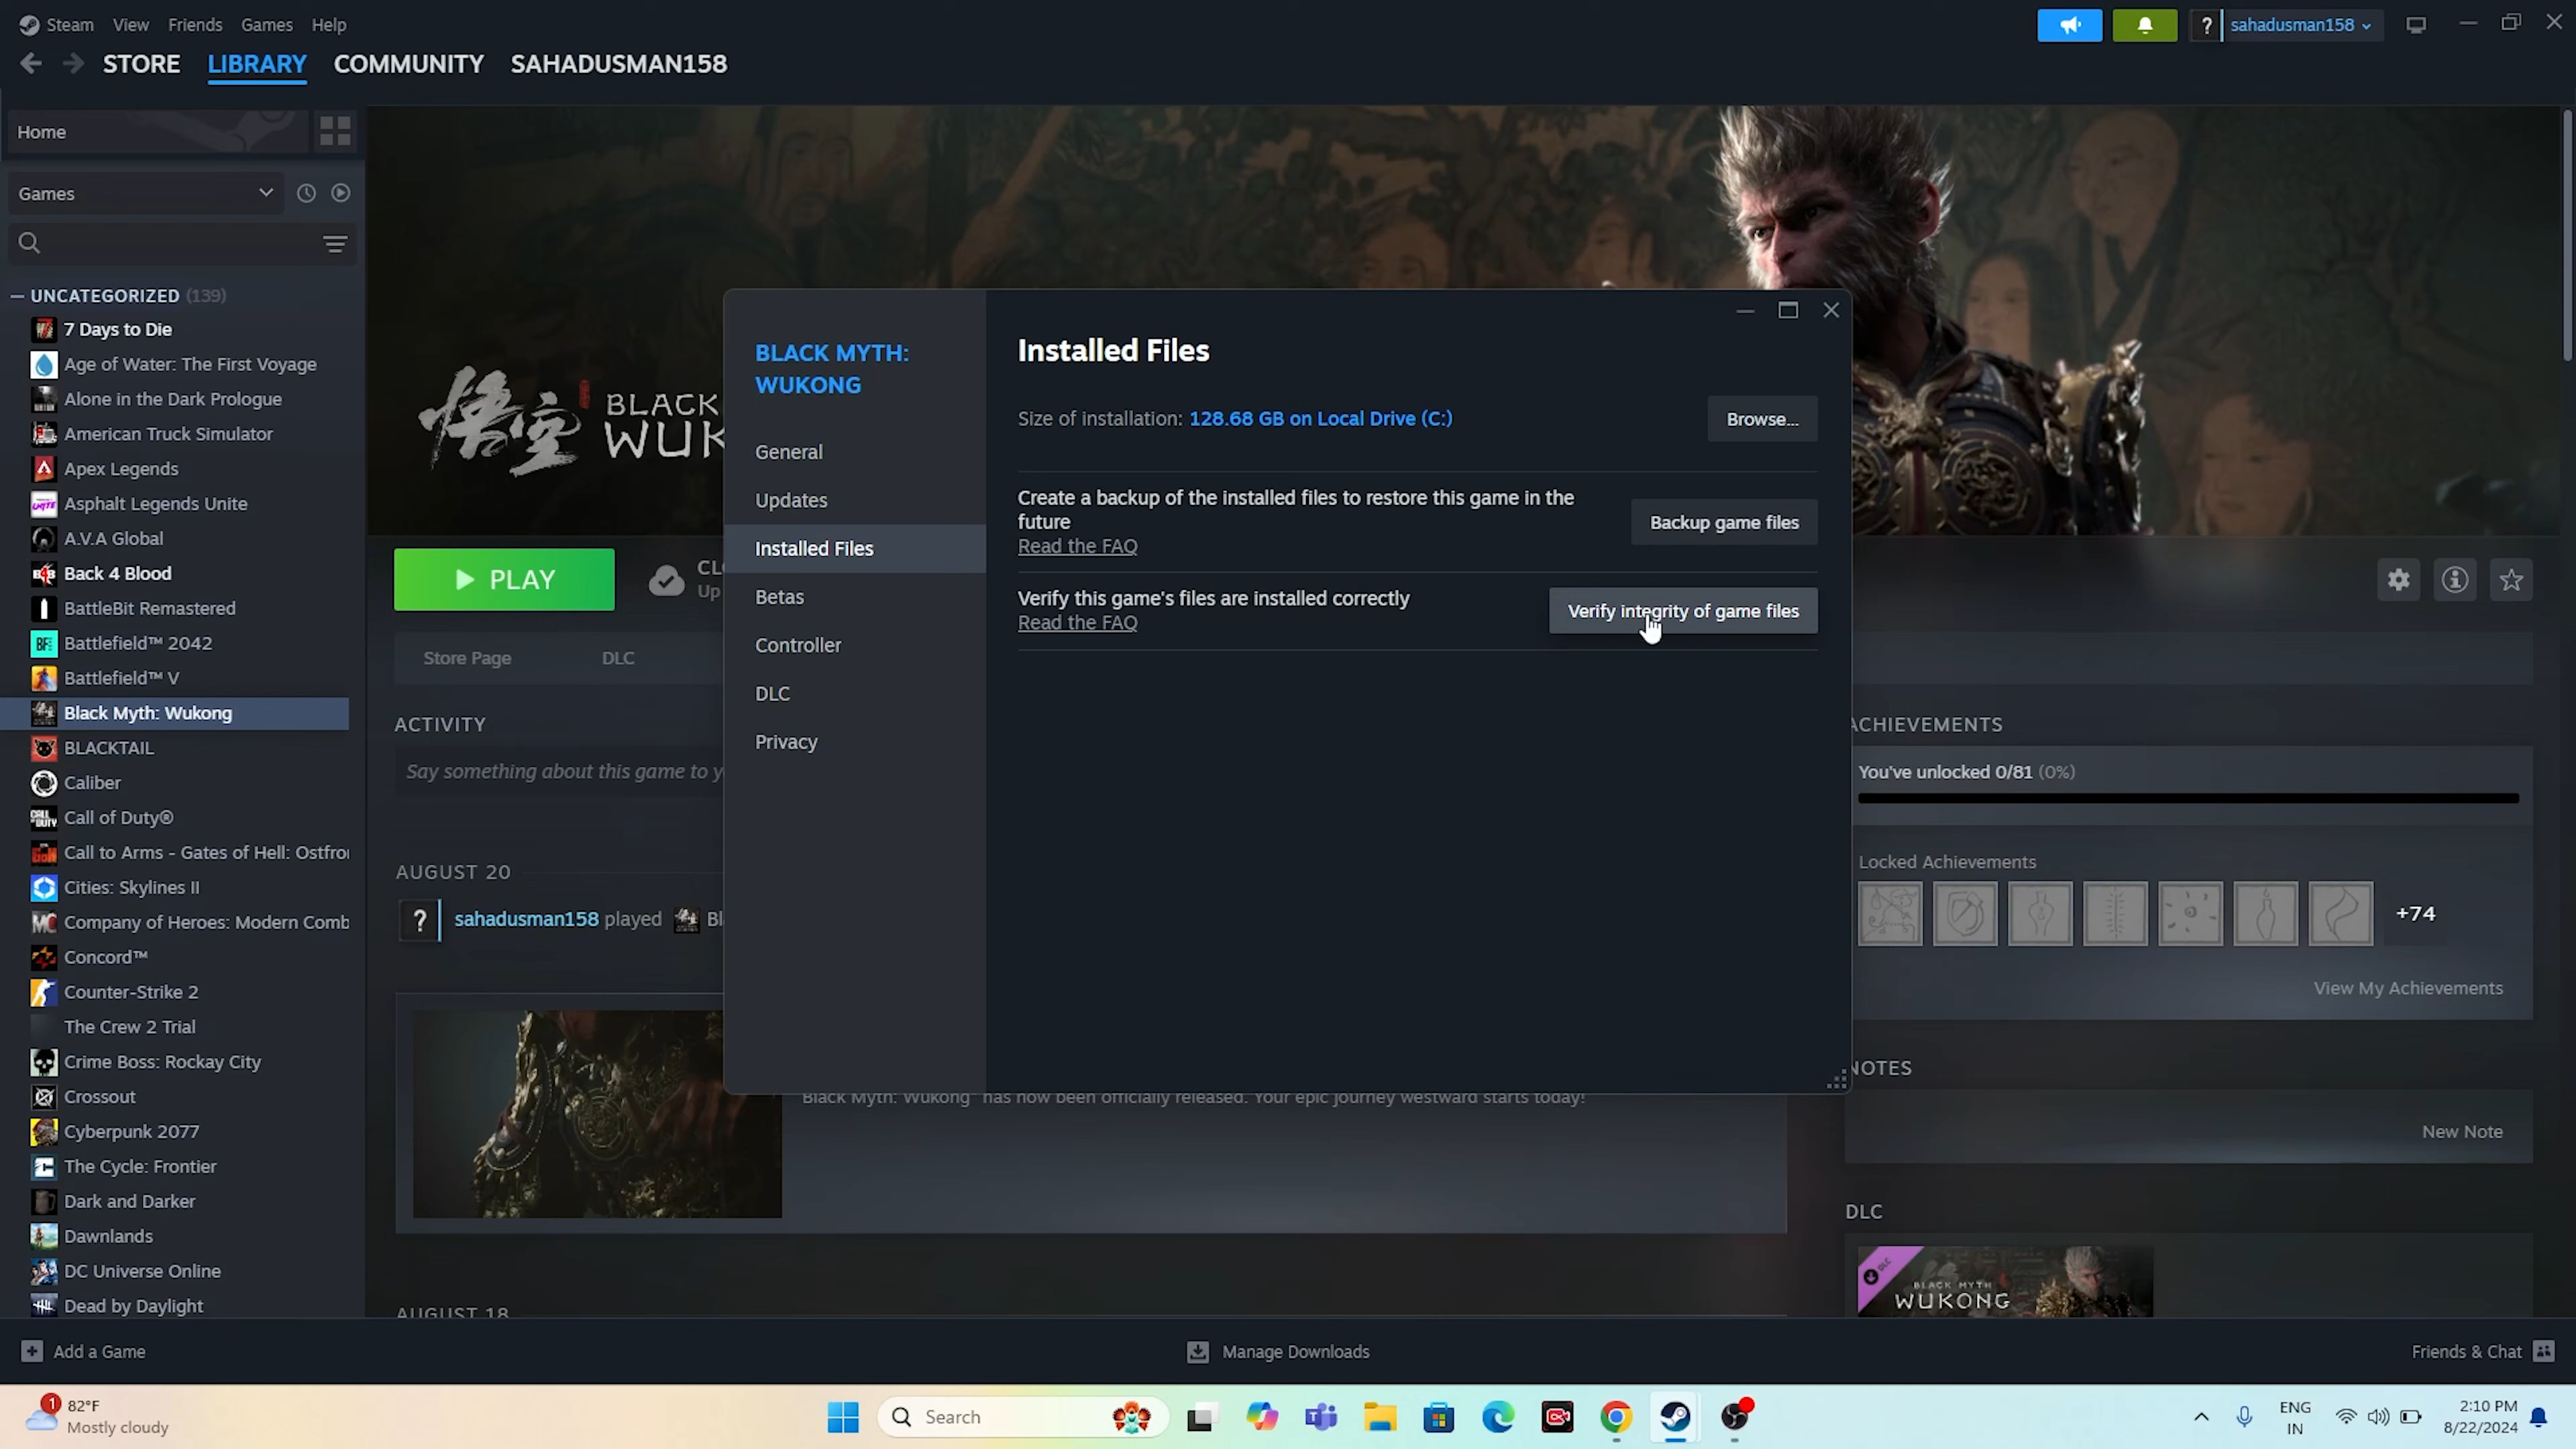 Steam View Friends Games Help
? sahadusman158
STORE LIBRARY COMMUNITY SAHADUSMAN158
Home
Games
UNCATEGORIZED (139)
7 Days to Die
Age of Water: The First Voyage
Alone in the Dark Prologue
American Truck Simulator
Apex Legends
Asphalt Legends Unite
A.V.A Global
Back 4 Blood
BattleBit Remastered
Battlefield™ 2042
Battlefield™ V
Black Myth: Wukong
BLACKTAIL
Caliber
Call of Duty®
Call to Arms - Gates of Hell: Ostfro
Cities: Skylines II
Company of Heroes: Modern Comb
Concord™
Counter-Strike 2
The Crew 2 Trial
Crime Boss: Rockay City
Crossout
Cyberpunk 2077
The Cycle: Frontier
Dark and Darker
Dawnlands
DC Universe Online
Dead by Daylight
悟空
BLACK
WUK
PLAY
CL
Up
Store Page DLC
ACTIVITY
Say something about this game to y
AUGUST 20
? sahadusman158 played Bl
Black Myth: Wukong has now been officially released. Your epic journey westward starts today!
AUGUST 18
BLACK MYTH:
WUKONG
General
Updates
Installed Files
Betas
Controller
DLC
Privacy
Installed Files
Size of installation: 128.68 GB on Local Drive (C:)
Browse...
Create a backup of the installed files to restore this game in the
future
Read the FAQ
Backup game files
Verify this game's files are installed correctly
Read the FAQ
Verify integrity of game files
ACHIEVEMENTS
You've unlocked 0/81 (0%)
Locked Achievements
+74
View My Achievements
NOTES
New Note
DLC
DLC
BLACK MYTH
WUKONG
Add a Game
Manage Downloads
Friends & Chat
1
82°F
Mostly cloudy
Search
ENG
IN
2:10 PM
8/22/2024